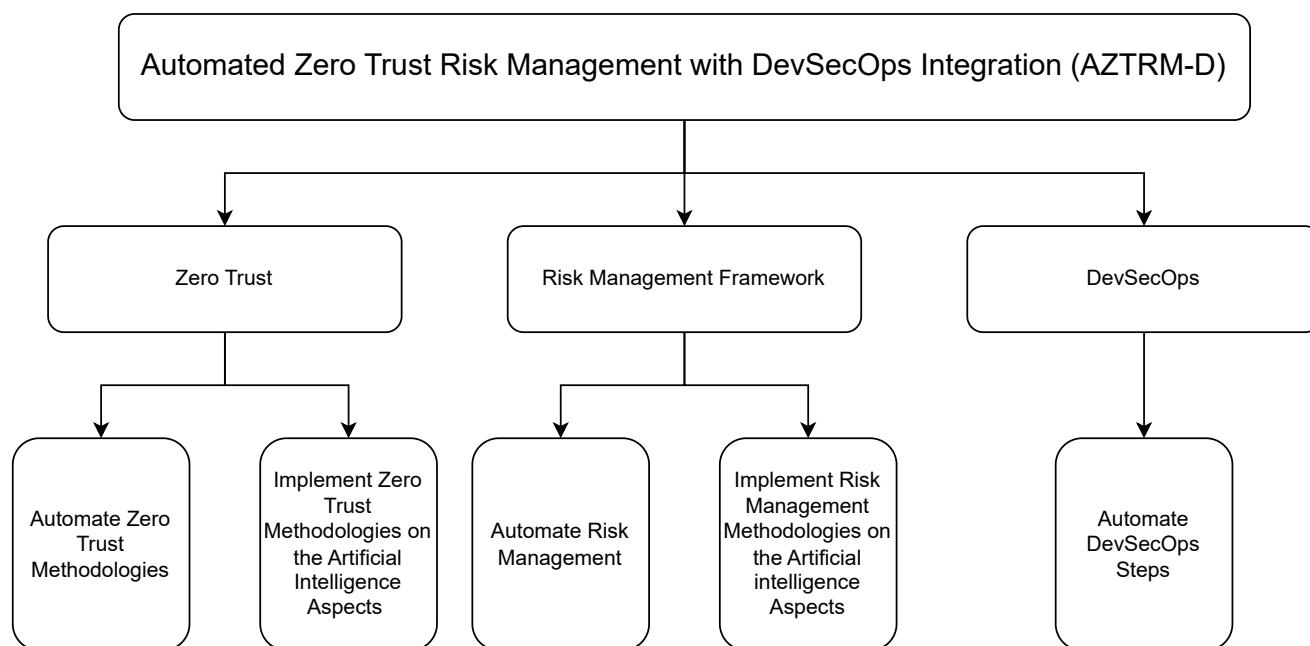 Automated Zero Trust Risk Management with DevSecOps Integration (AZTRM-D)
Zero Trust
Risk Management Framework
DevSecOps
Automate Zero
Trust
Methodologies
Implement Zero
Trust
Methodologies on
the Artificial
Intelligence
Aspects
Automate Risk
Management
Implement Risk
Management
Methodologies on
the Artificial
intelligence
Aspects
Automate
DevSecOps
Steps